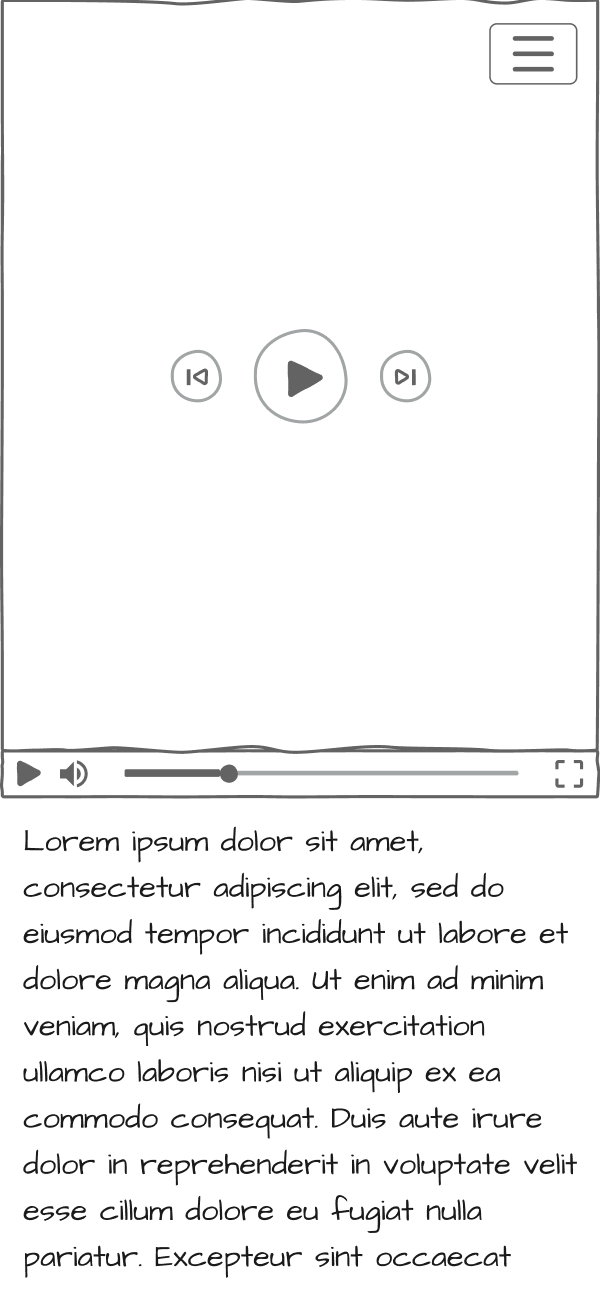 Lorem ipsum dolor sit amet,
consectetur adipiscing elit, sed do
eiusmod tempor incididunt ut labore et
dolore magna aliqua. Ut enim ad minim
veniam, quis nostrud exercitation
ullamco laboris nisi ut aliquip ex ea
commodo consequat. Duis aute irure
dolor in reprehenderit in voluptate velit
esse cillum dolore eu fugiat nulla
pariatur. Excepteur sint occaecat